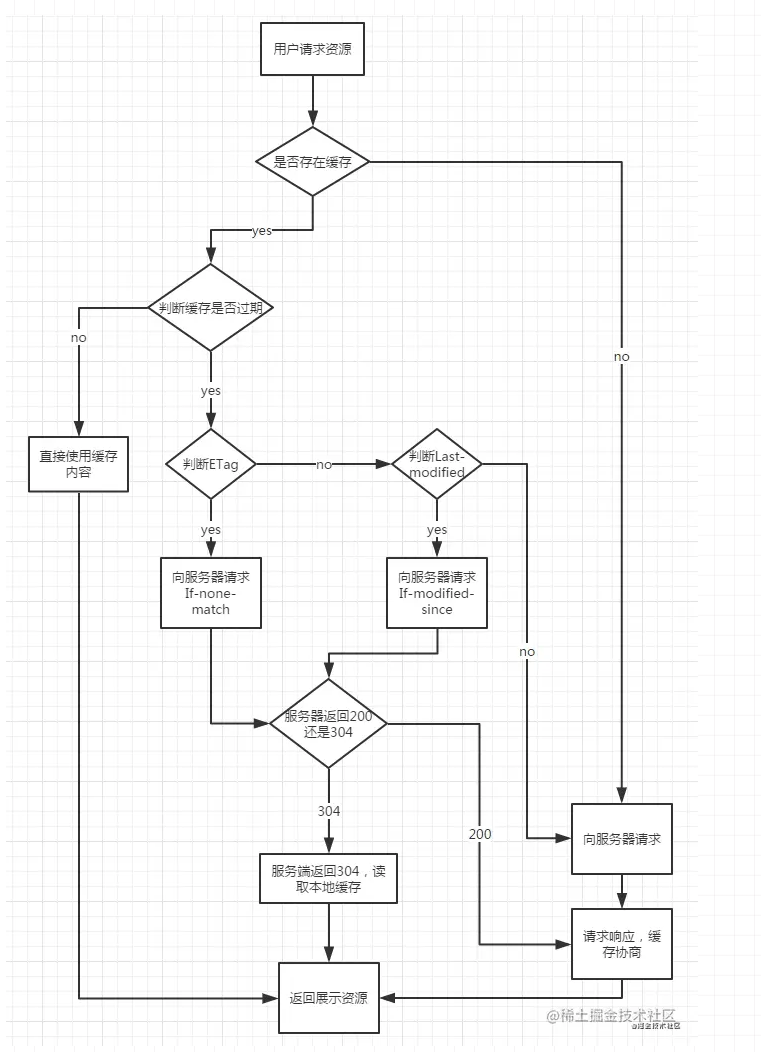 用户请求资源
是否存在缓存
yes
判断缓存是否过期
no
no
yes
直接使用缓存
内容
判断ETag
no
判断Last-
modified
yes
yes
向服务器请求
If-none-
match
向服务器请求
If-modified-
since
no
服务器返回200
还是304
304
200
向服务器请求
服务端返回304，读
取本地缓存
请求响应，缓
存协商
返回展示资源
@稀土掘金技术社区
@掘金技术社区